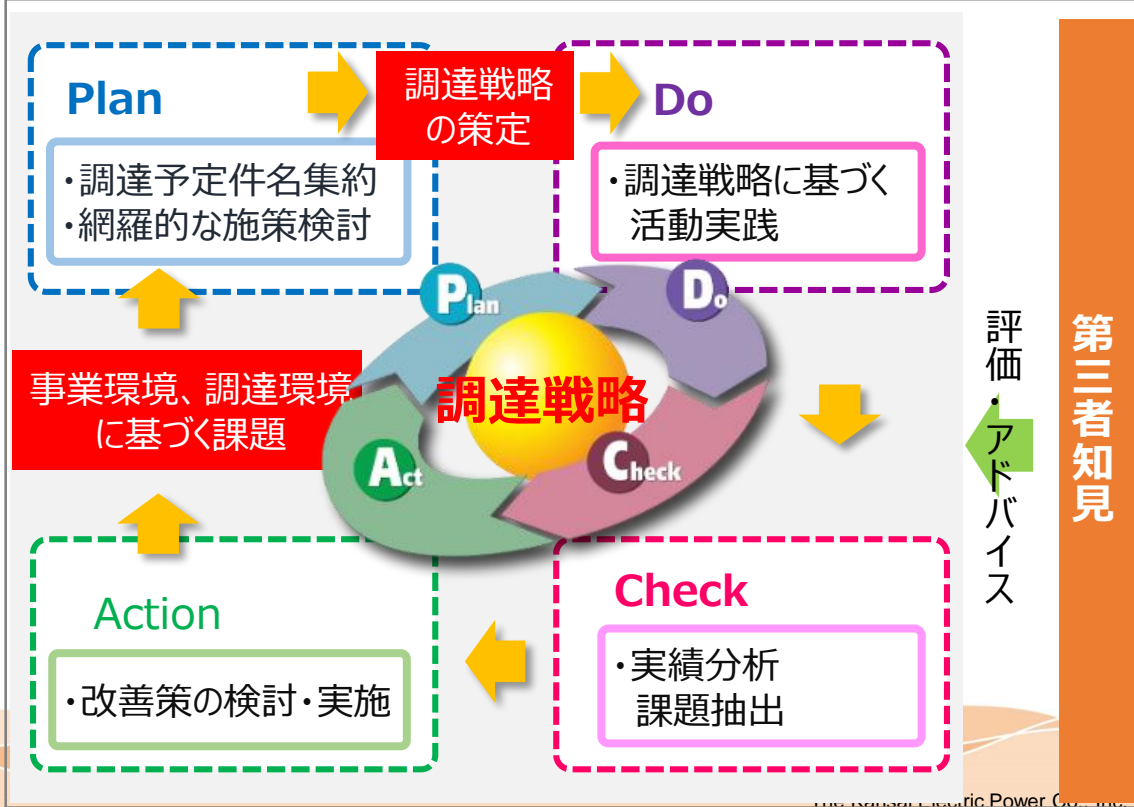 Plan
・調達予定件名集約
・網羅的な施策検討
調達戦略
の策定
Do
・調達戦略に基づく
活動実践
Plan
Do
調達戦略
Act
Check
事業環境、調達環境
に基づく課題
Action
・改善策の検討・実施
Check
・実績分析
課題抽出
評価・アドバイス
第三者知見